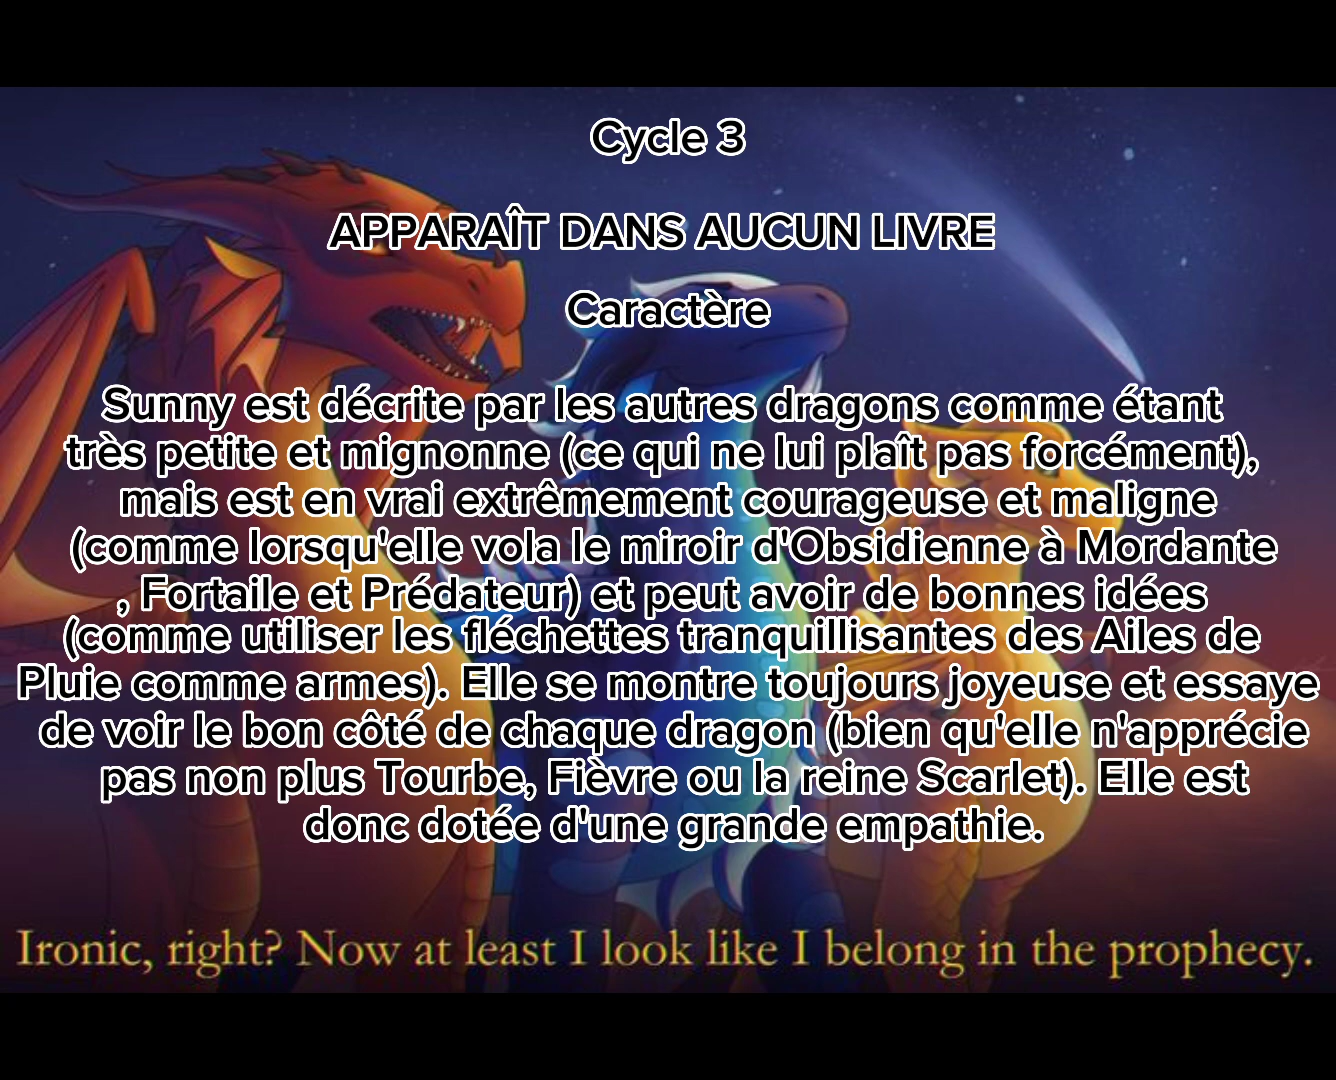 Cycle 3
APPARAÎT DANS AUCUN LIVRE
Caractère
Sunny est décrite par les autres dragons comme étant
très petite et mignonne (ce qui ne lui plaît pas forcément),
mais est en vrai extrêmement courageuse et maligne
(comme lorsqu'elle vola le miroir d'Obsidienne à Mordante
, Fortaile et Prédateur) et peut avoir de bonnes idées
(comme utiliser les fléchettes tranquillisantes des Ailes de
Pluie comme armes). Elle se montre toujours joyeuse et essaye
de voir le bon côté de chaque dragon (bien qu'elle n'apprécie
pas non plus Tourbe, Fièvre ou la reine Scarlet). Elle est
donc dotée d'une grande empathie.
Ironic, right? Now at least I look like I belong in the prophecy.